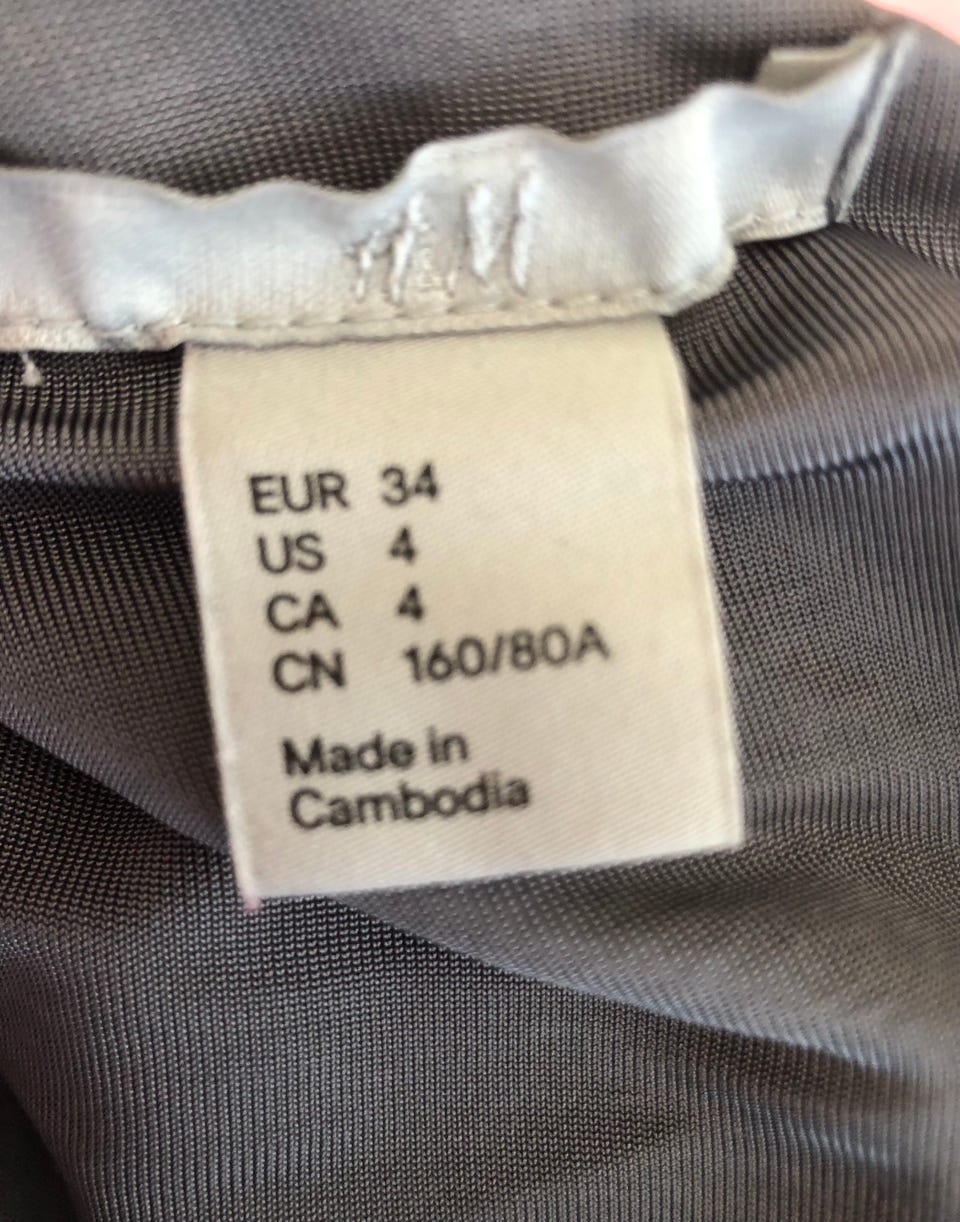 H&M
EUR 34
US 4
CA 4
CN 160/80A
Made in
Cambodia